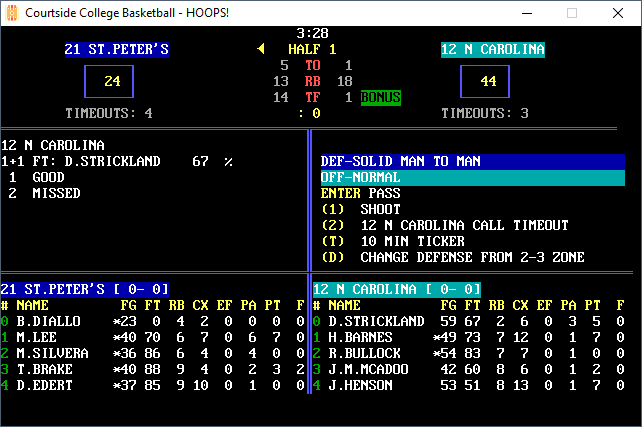 Courtside College Basketball - HOOPS!
3:28
21 ST.PETER'S HALF 1 12 N CAROLINA
5 TO 1
24 13 RB 18 44
14 TF 1 BONUS
TIMEOUTS: 4 : 0 TIMEOUTS: 3
12 N CAROLINA
1+1 FT: D.STRICKLAND 67 %
1 GOOD
2 MISSED
DEF-SOLID MAN TO MAN
OFF-NORMAL
ENTER PASS
(1) SHOOT
(2) 12 N CAROLINA CALL TIMEOUT
(T) 10 MIN TICKER
(D) CHANGE DEFENSE FROM 2-3 ZONE
21 ST.PETER'S [ 0- 0]
# NAME FG FT RB CX EF PA PT F
0 B.DIALLO *23 0 4 2 0 0 0 0
1 M.LEE *40 70 6 7 0 6 7 0
2 M.SILVERA *36 86 6 4 0 4 0 0
3 T.BRAKE *40 88 9 4 0 2 3 2
4 D.EDERT *37 85 9 10 0 1 0 0
12 N CAROLINA [ 0- 0]
# NAME FG FT RB CX EF PA PT F
0 D.STRICKLAND 59 67 2 6 0 3 5 0
1 H.BARNES *49 73 7 12 0 1 7 0
2 R.BULLOCK *54 83 7 7 0 1 0 0
3 J.M.MCADOO 42 60 8 6 0 1 2 0
4 J.HENSON 53 51 8 13 0 1 7 0